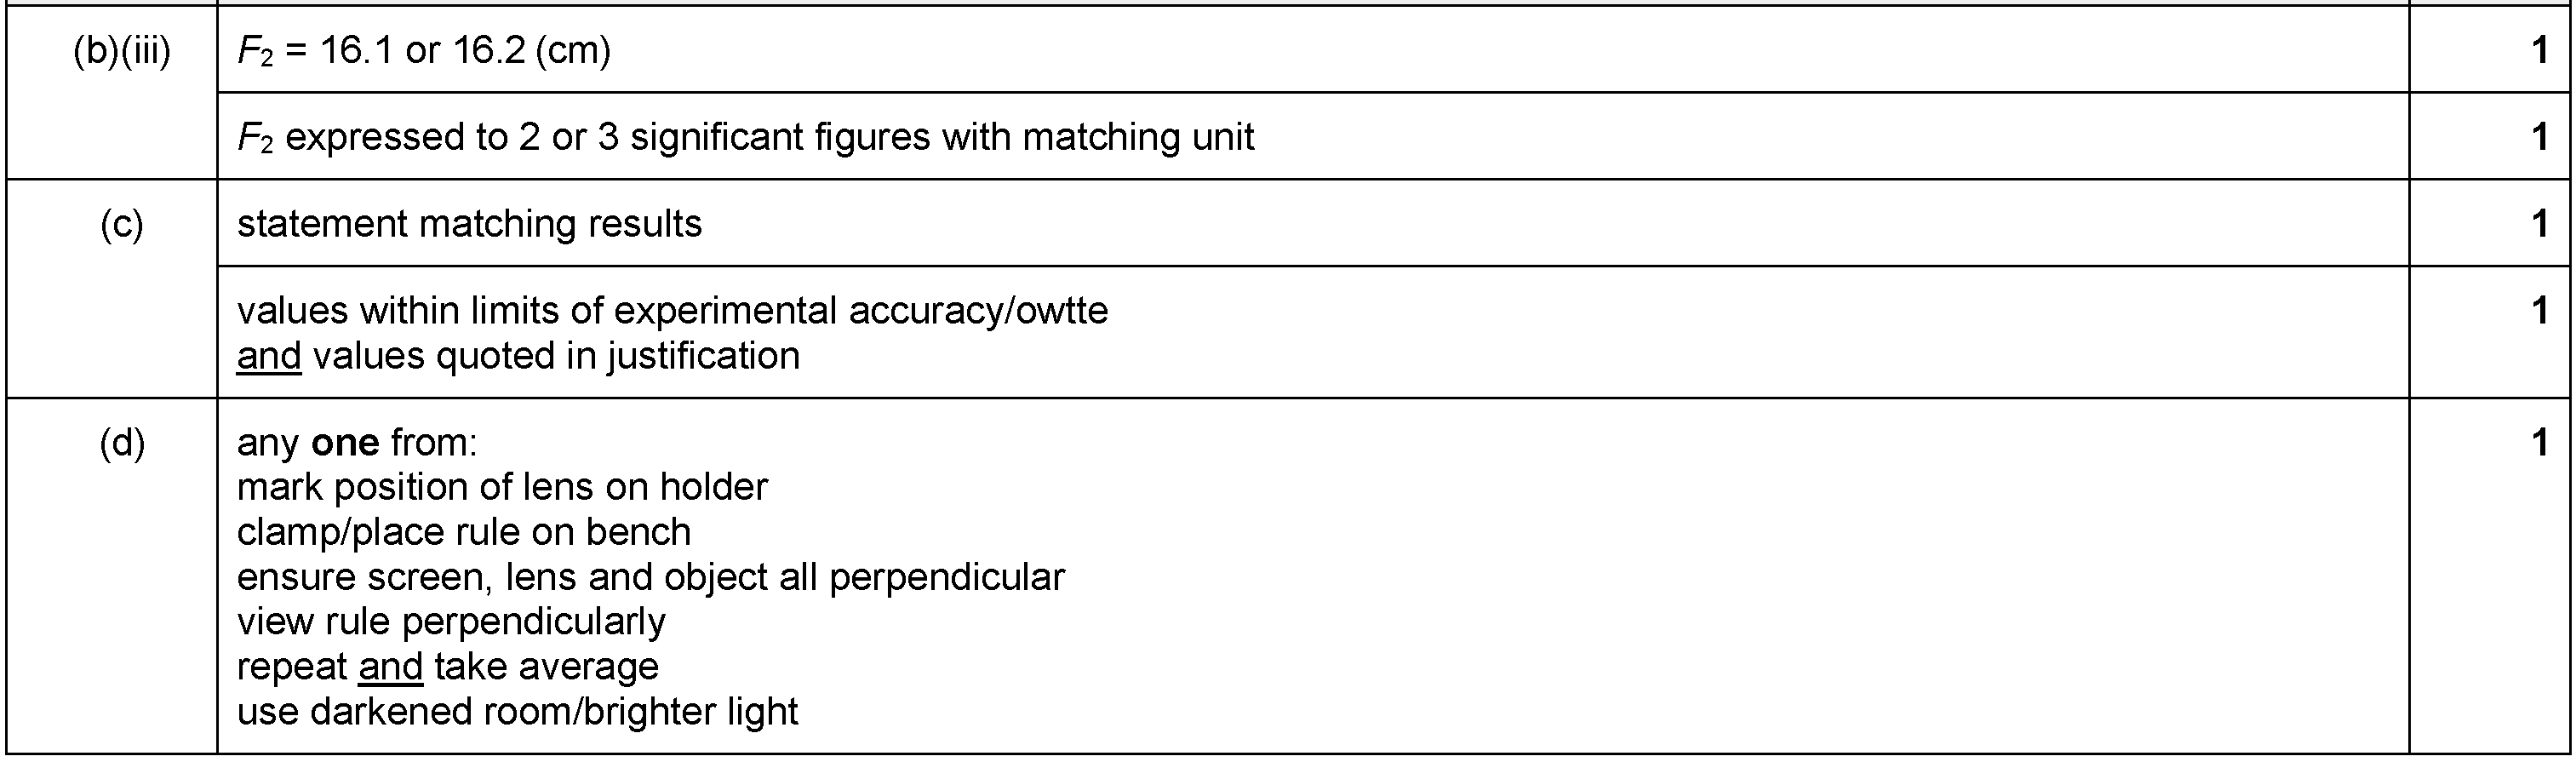 (b)(iii) F₂ = 16.1 or 16.2 (cm) 1
F₂ expressed to 2 or 3 significant figures with matching unit 1
(c) statement matching results 1
values within limits of experimental accuracy/owtte 1
and values quoted in justification
(d) any one from: 1
mark position of lens on holder
clamp/place rule on bench
ensure screen, lens and object all perpendicular
view rule perpendicularly
repeat and take average
use darkened room/brighter light